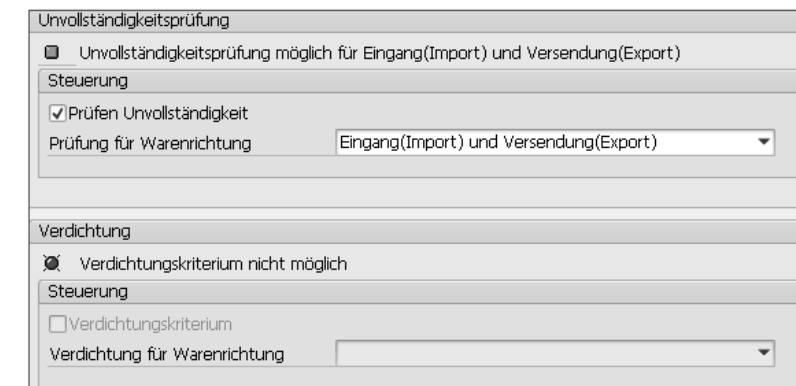 Unvollständigkeitsprüfung
Unvollständigkeitsprüfung möglich für Eingang(Import) und Versendung(Export)
Steuerung
Prüfen Unvollständigkeit
Prüfung für Warenrichtung Eingang(Import) und Versendung(Export)
Verdichtung
Verdichtungskriterium nicht möglich
Steuerung
Verdichtungskriterium
Verdichtung für Warenrichtung